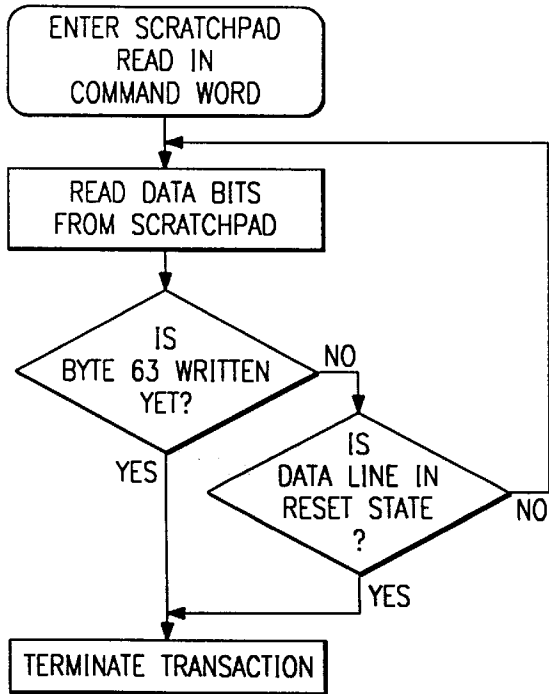 ENTER SCRATCHPAD
READ IN
COMMAND WORD
READ DATA BITS
FROM SCRATCHPAD
IS
BYTE 63 WRITTEN
YET?
NO
YES
IS
DATA LINE IN
RESET STATE
?
NO
YES
TERMINATE TRANSACTION